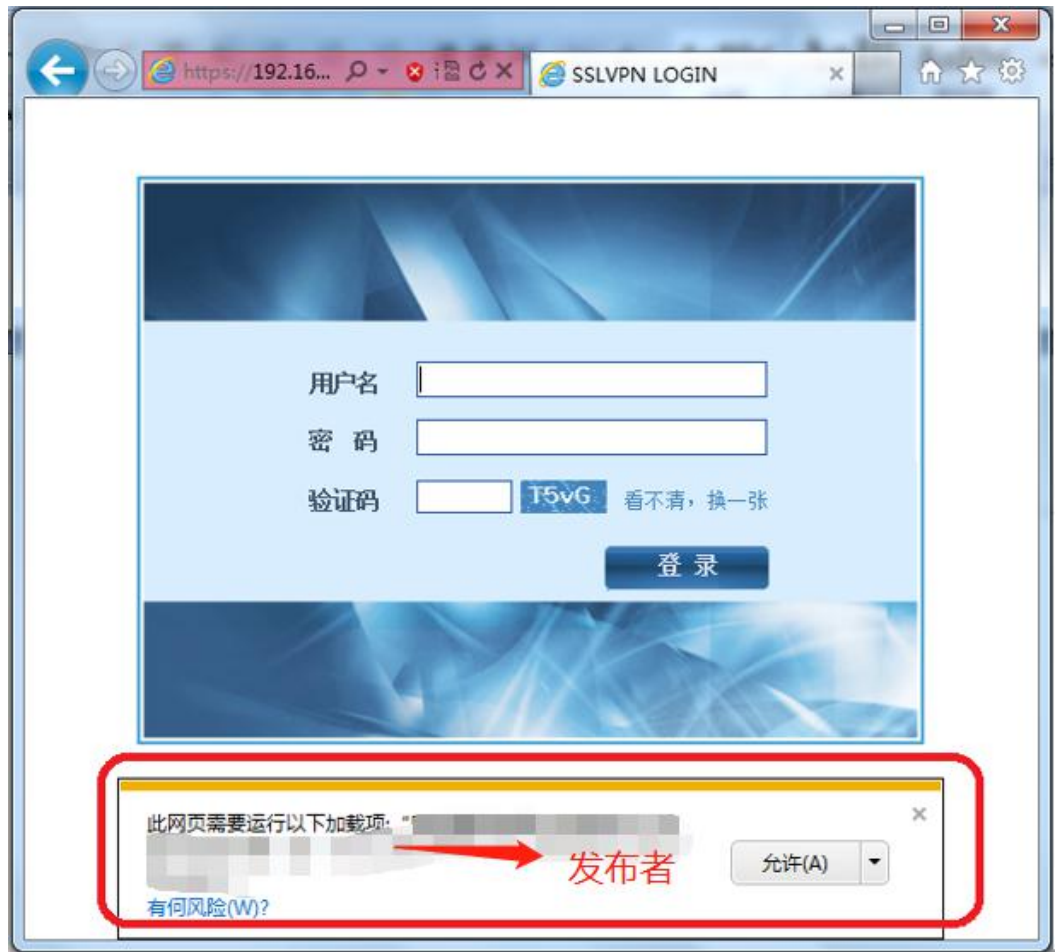 https://192.16...
SSLVPN LOGIN
用户名
密 码
验证码 T5vG 看不清，换一张
登 录
此网页需要运行以下加载项: "
发布者
允许(A)
有何风险(W)?